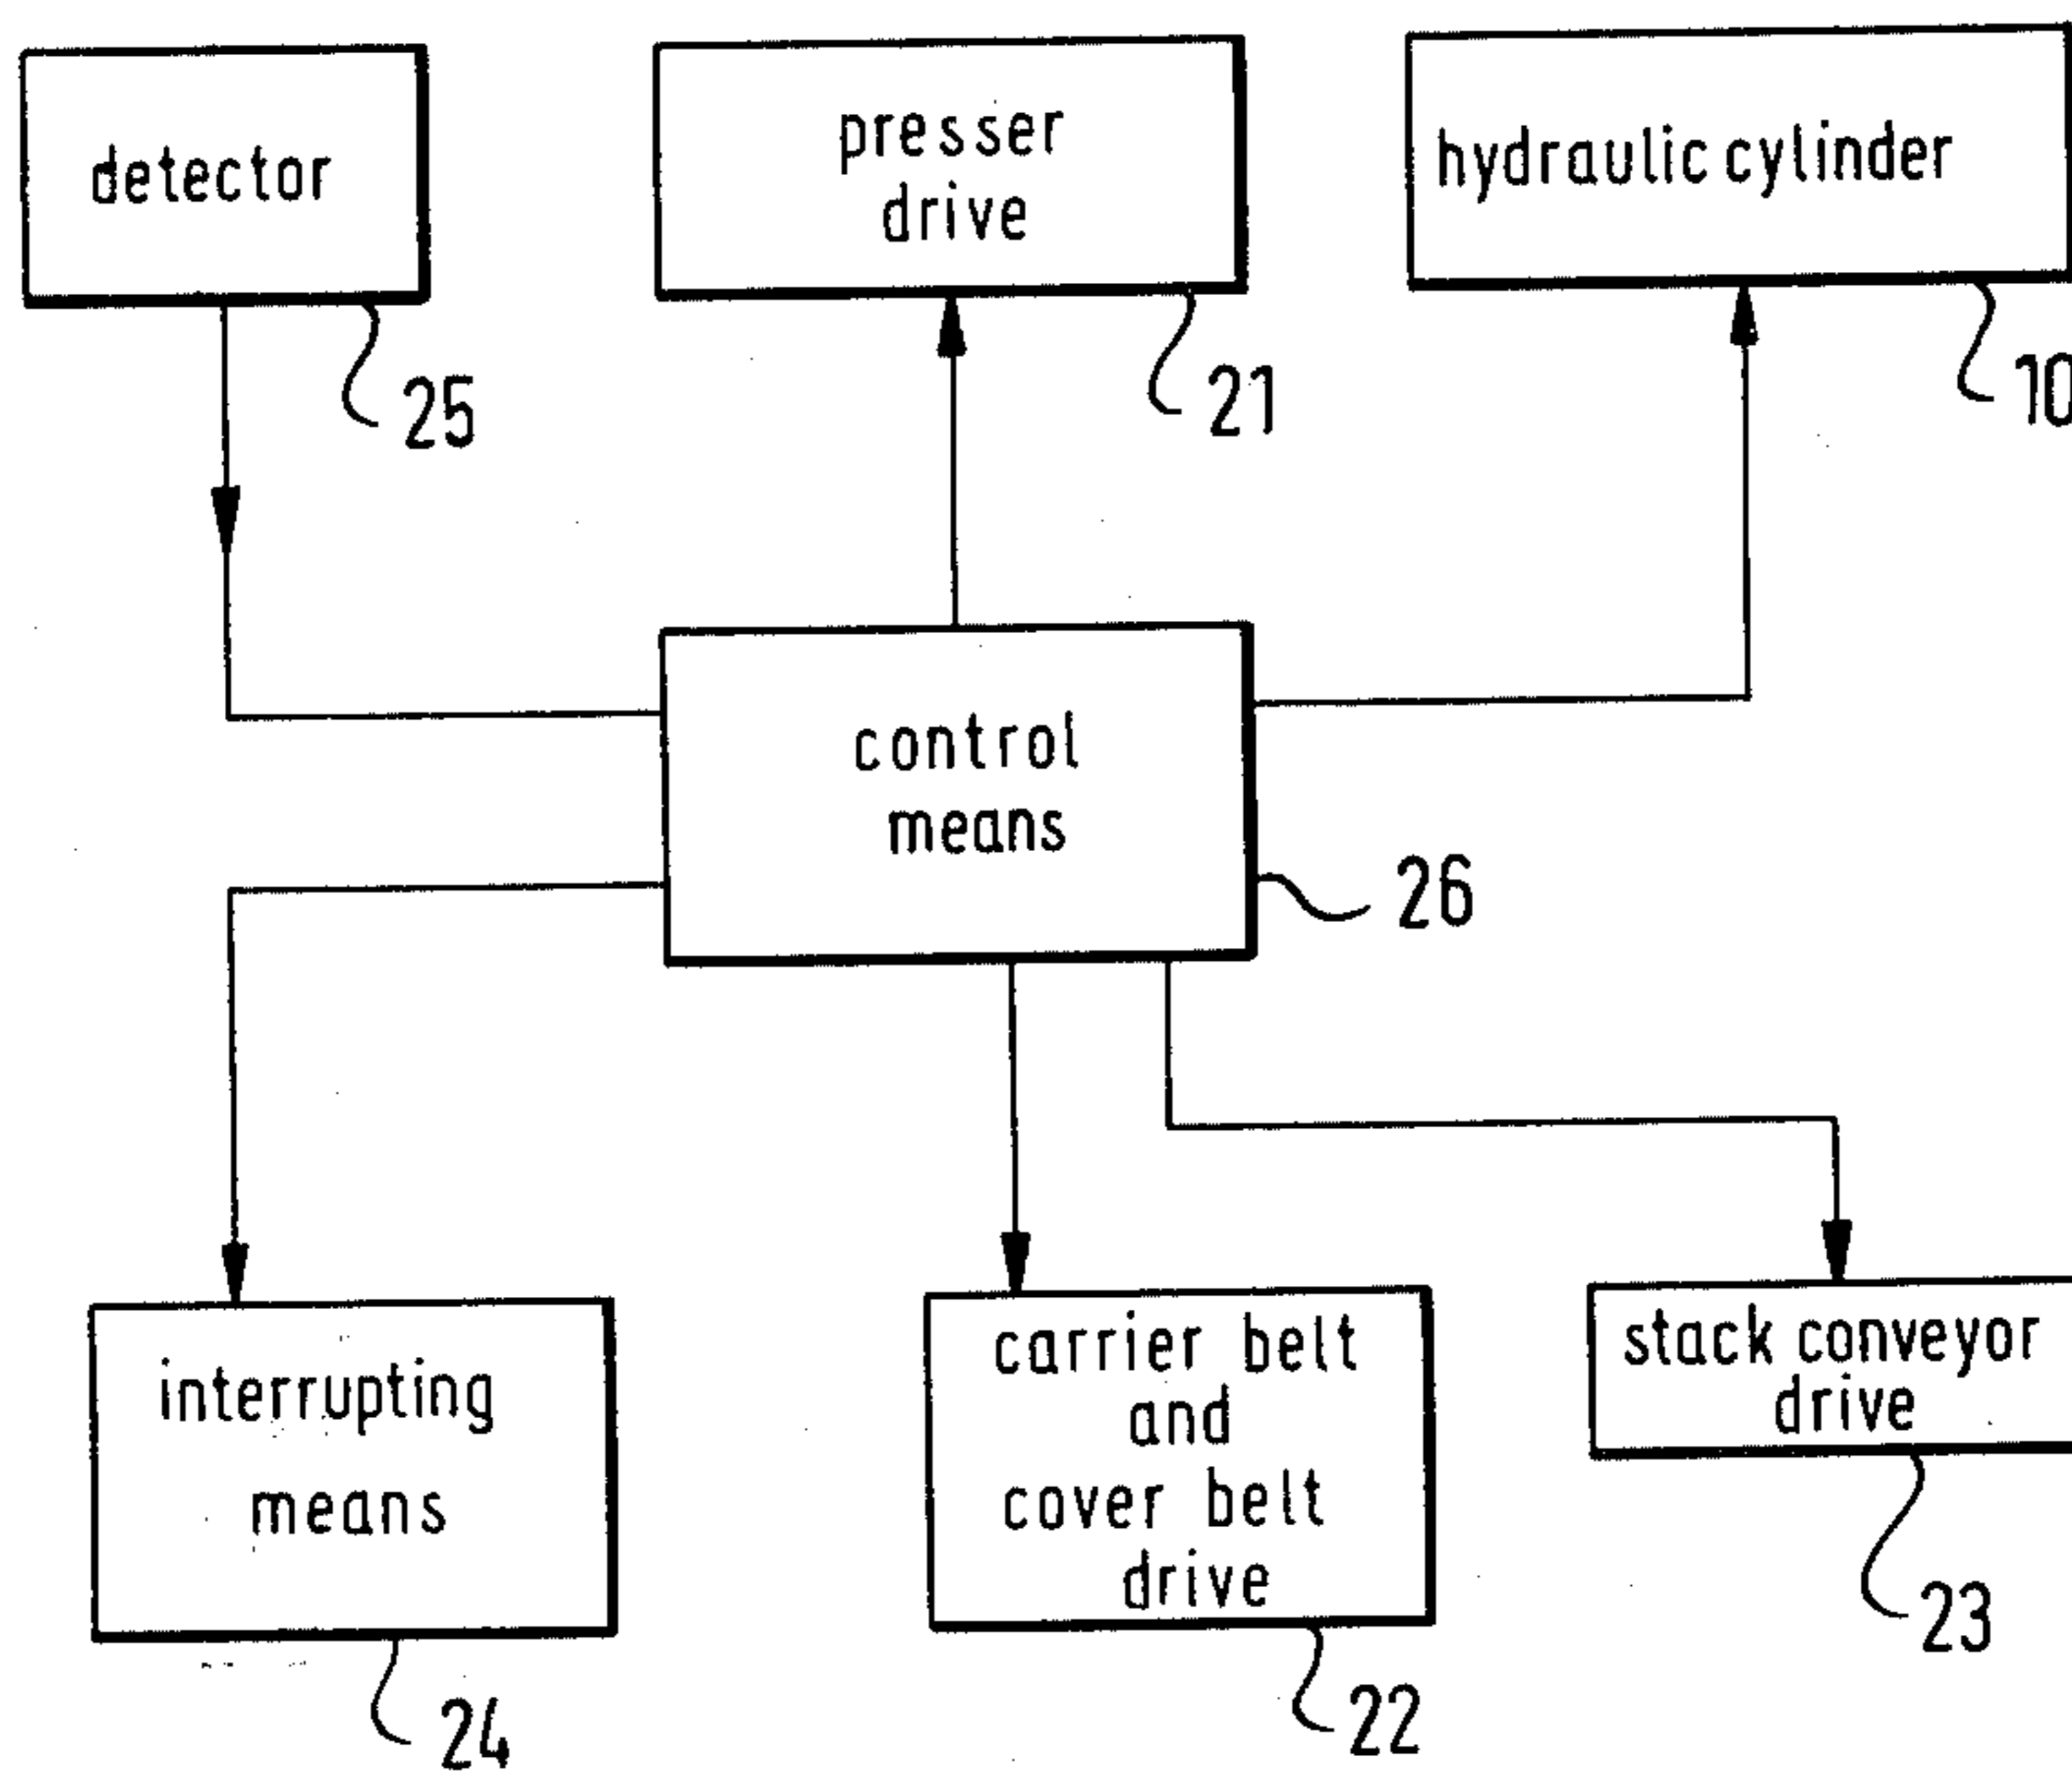 detector
25
presser
drive
21
hydraulic cylinder
10
control
means
26
interrupting
means
24
carrier belt
and
cover belt
drive
22
stack conveyor
drive
23